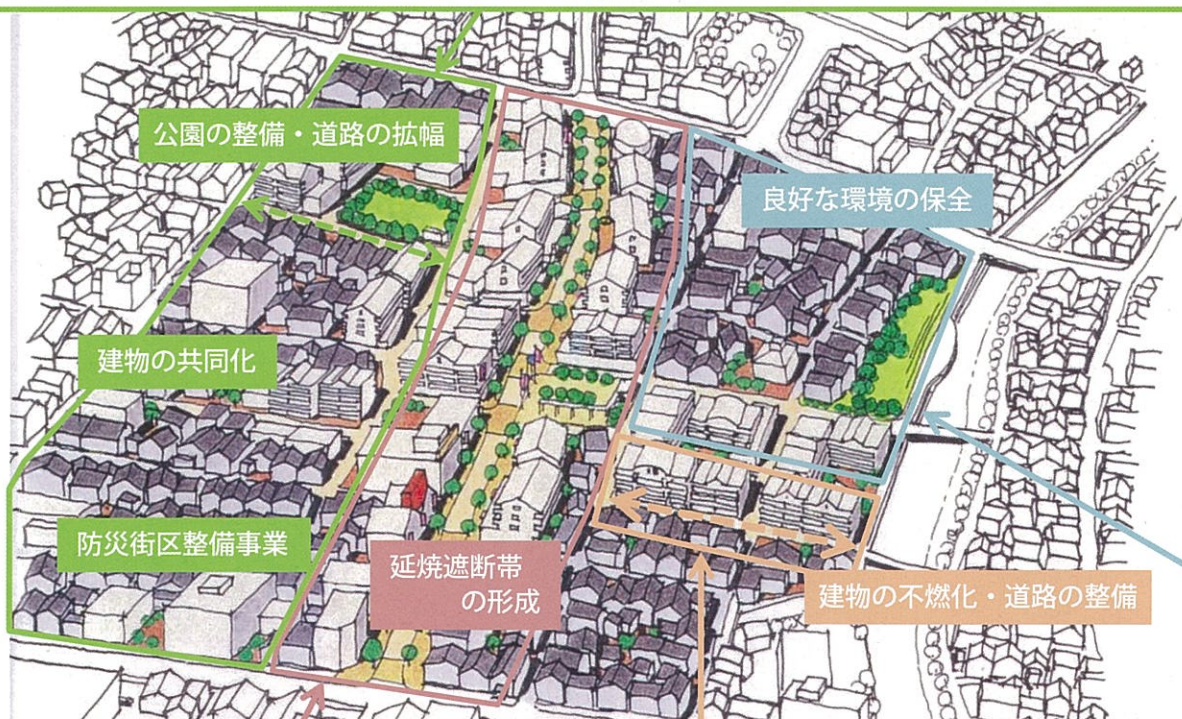 公園の整備・道路の拡幅
良好な環境の保全
建物の共同化
防災街区整備事業
延焼遮断帯
の形成
建物の不燃化・道路の整備